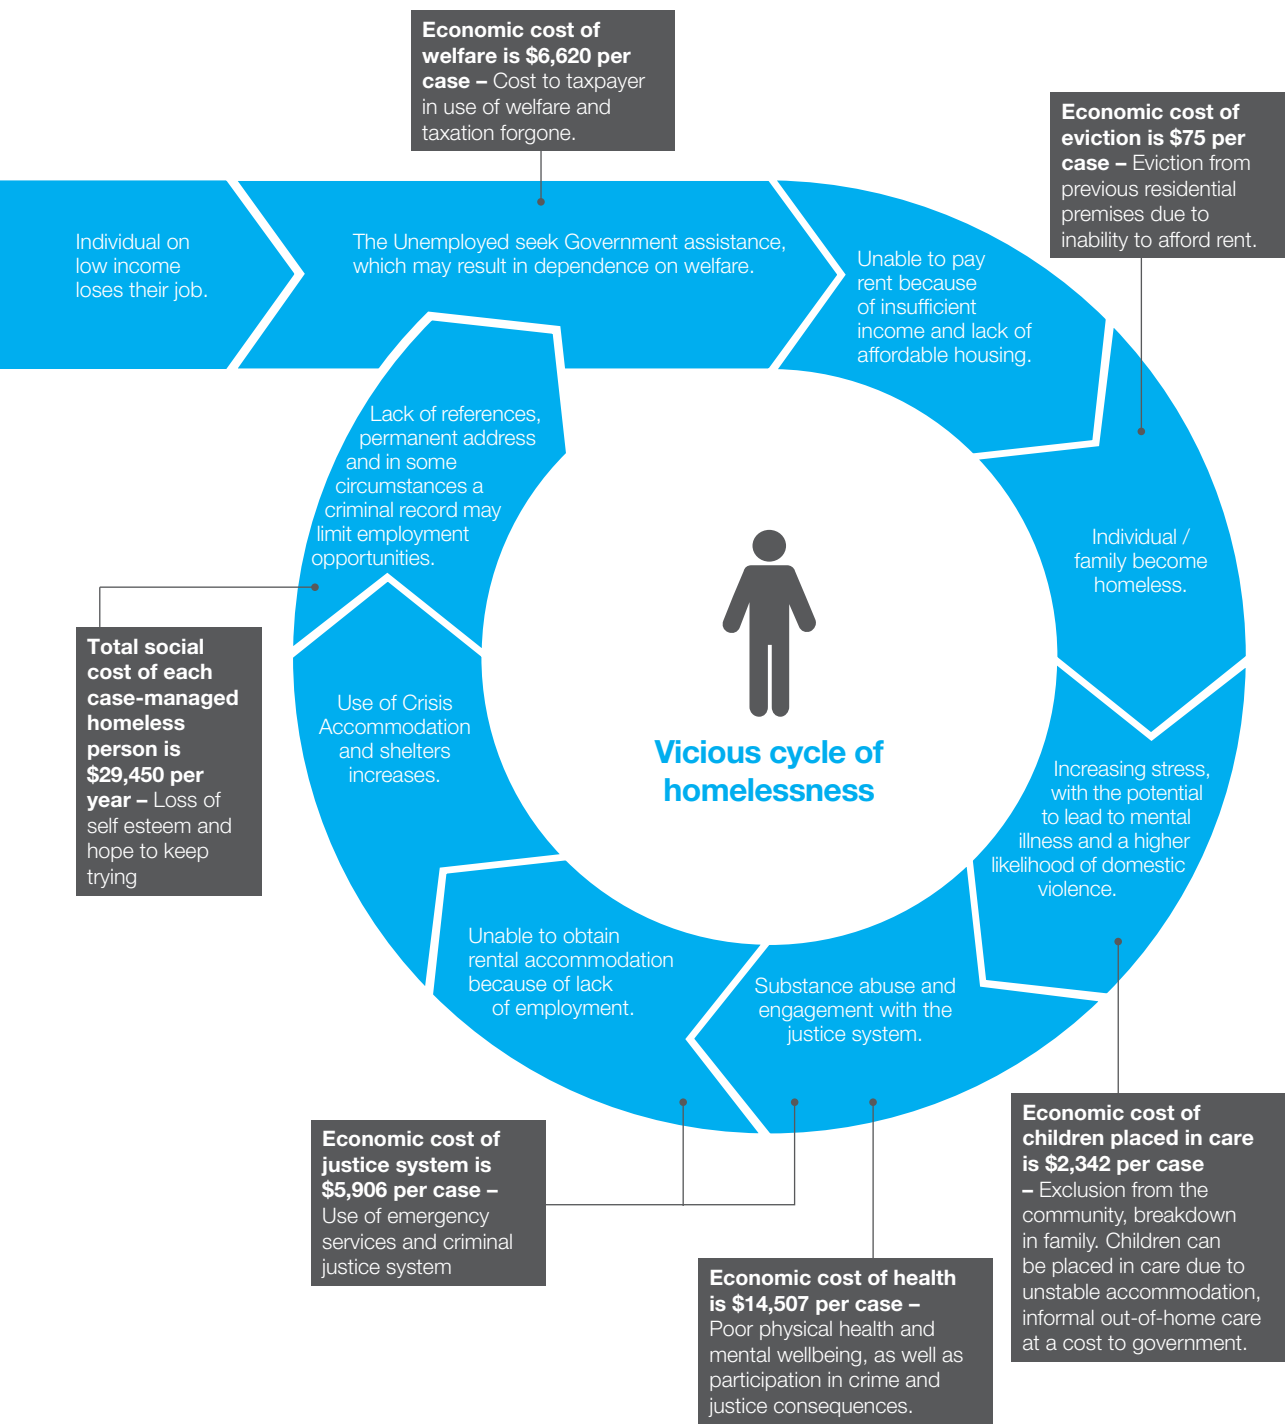 Economic cost of
welfare is $6,620 per
case – Cost to taxpayer
in use of welfare and
taxation forgone.
Economic cost of
eviction is $75 per
case – Eviction from
previous residential
premises due to
inability to afford rent.
Individual on
low income
loses their job.
The Unemployed seek Government assistance,
which may result in dependence on welfare.
Unable to pay
rent because
of insufficient
income and lack of
affordable housing.
Individual /
family become
homeless.
Increasing stress,
with the potential
to lead to mental
illness and a higher
likelihood of domestic
violence.
Economic cost of
children placed in care
is $2,342 per case
– Exclusion from the
community, breakdown
in family. Children can
be placed in care due to
unstable accommodation,
informal out-of-home care
at a cost to government.
Substance abuse and
engagement with the
justice system.
Economic cost of health
is $14,507 per case –
Poor physical health and
mental wellbeing, as well as
participation in crime and
justice consequences.
Economic cost of
justice system is
$5,906 per case –
Use of emergency
services and criminal
justice system
Unable to obtain
rental accommodation
because of lack
of employment.
Use of Crisis
Accommodation
and shelters
increases.
Lack of references,
permanent address
and in some
circumstances a
criminal record may
limit employment
opportunities.
Total social
cost of each
case-managed
homeless
person is
$29,450 per
year – Loss of
self esteem and
hope to keep
trying
Vicious cycle of
homelessness